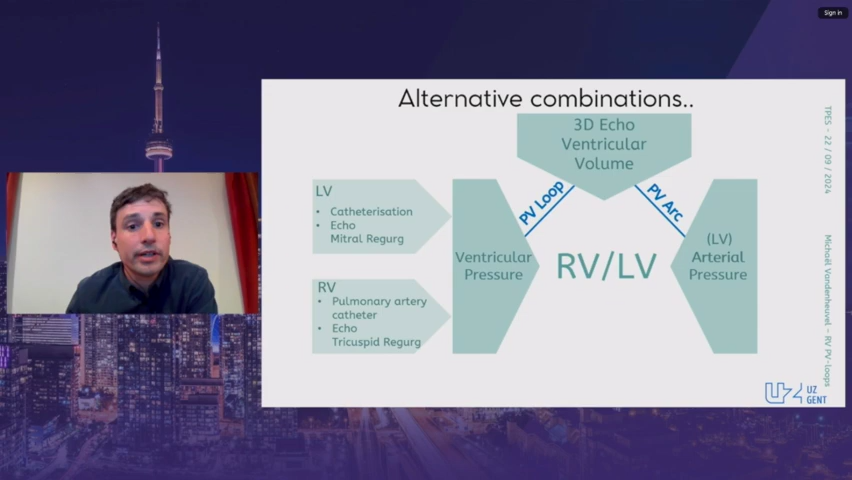 Sign in
Alternative combinations..
3D Echo
Ventricular
Volume
LV
• Catheterisation
• Echo
Mitral Regurg
RV
• Pulmonary artery
catheter
• Echo
Tricuspid Regurg
Ventricular
Pressure
PV Loop
RV/LV
PV Arc
(LV)
Arterial
Pressure
TPES - 22 / 09 / 2024
Michaël Vandenheuvel - RV PV-loops
UZ
GENT